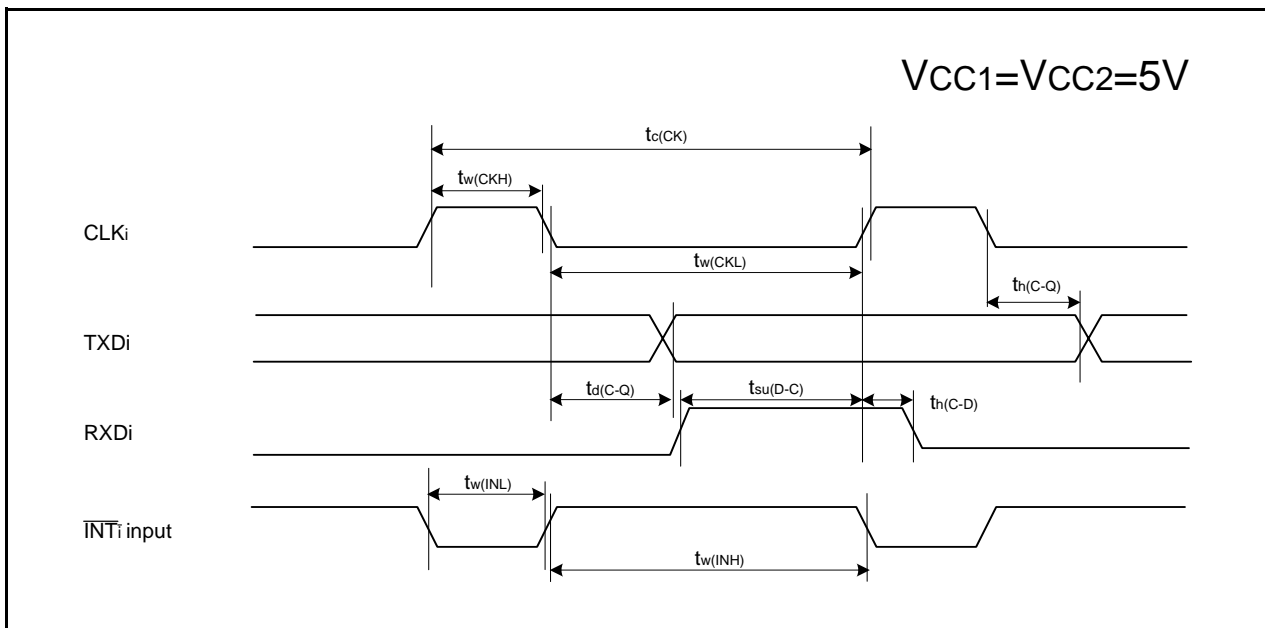 VCC1=VCC2=5V
tc(CK)
tw(CKH)
CLKi
tw(CKL)
th(C-Q)
TXDi
td(C-Q)
tsu(D-C)
th(C-D)
RXDi
tw(INL)
INTi input
tw(INH)